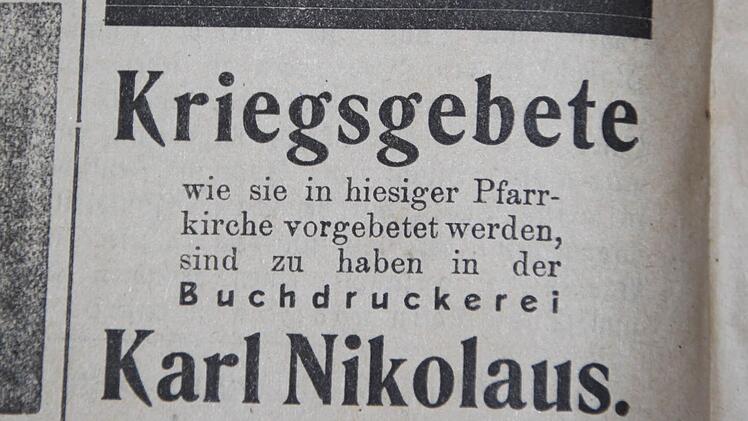 Kriegsgebete
wie sie in hiesiger Pfarr-
kirche vorgebetet werden,
sind zu haben in der
Buchdruckerei
Karl Nikolaus.